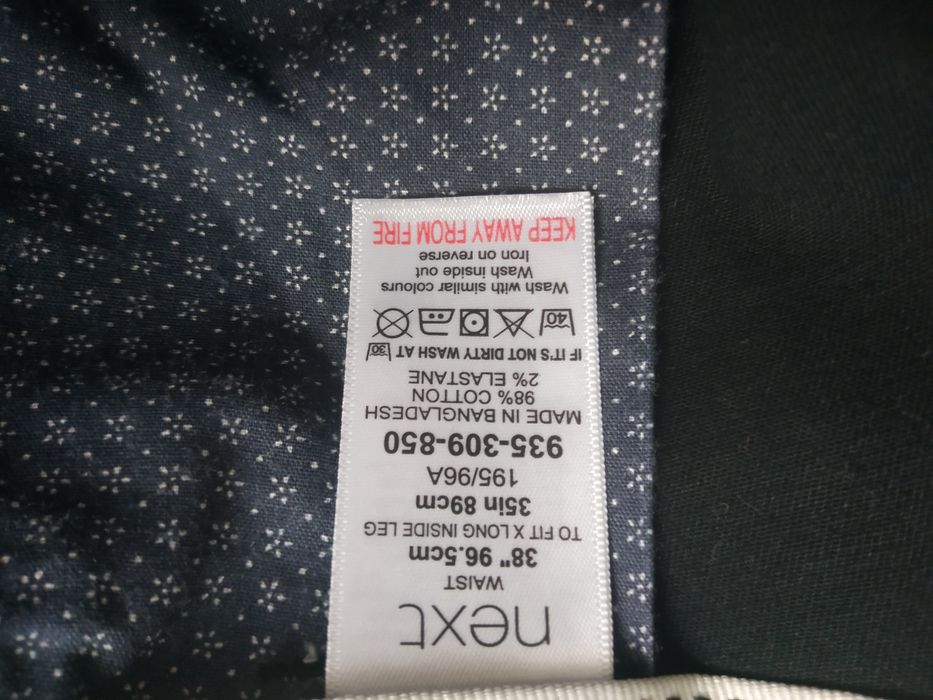 next
WAIST
38" 96.5cm
TO FIT X LONG INSIDE LEG
35in 89cm
195/96A
935-309-850
MADE IN BANGLADESH
98% COTTON
2% ELASTANE
IF IT'S NOT DIRTY WASH AT 30
40
Wash with similar colours
Wash inside out
Iron on reverse
KEEP AWAY FROM FIRE